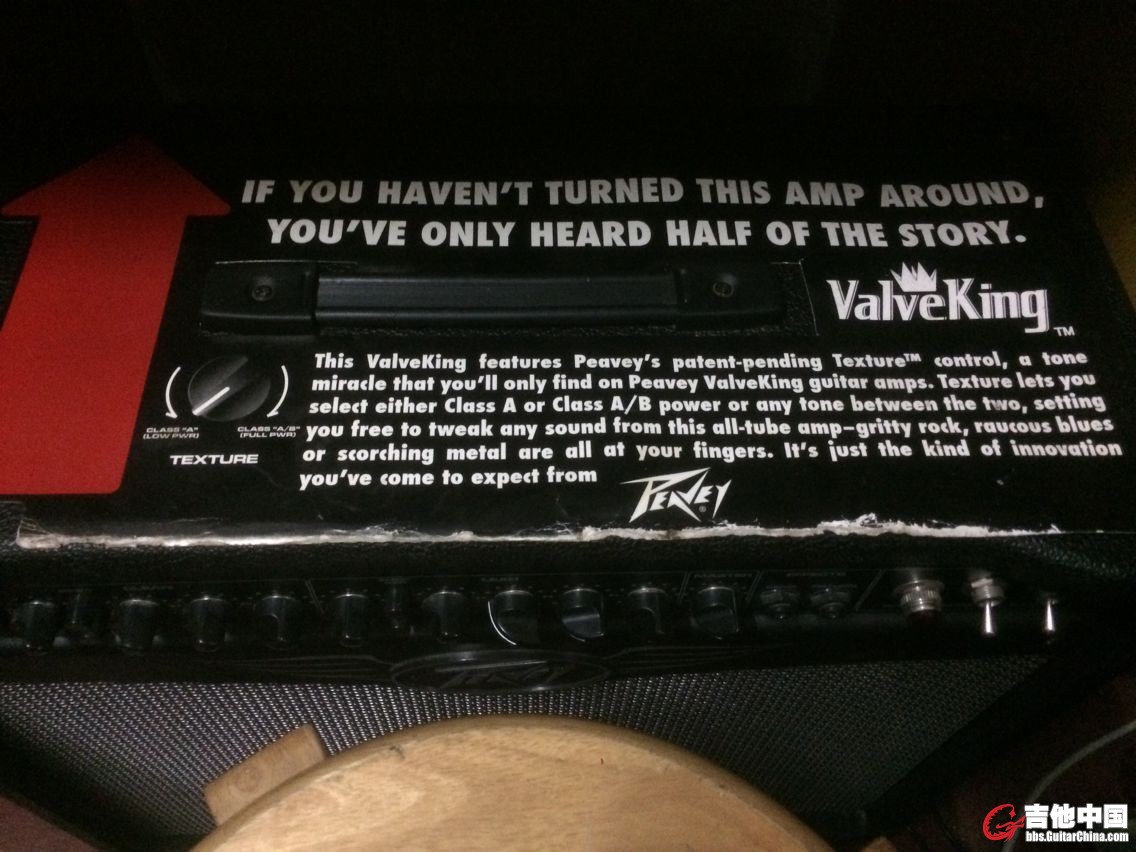 IF YOU HAVEN'T TURNED THIS AMP AROUND,
YOU'VE ONLY HEARD HALF OF THE STORY.
ValveKing™
This ValveKing features Peavey's patent-pending Texture™ control, a tone
miracle that you'll only find on Peavey ValveKing guitar amps. Texture lets you
select either Class A or Class A/B power or any tone between the two, setting
you free to tweak any sound from this all-tube amp–gritty rock, raucous blues
or scorching metal are all at your fingers. It's just the kind of innovation
you've come to expect from
PEAVEY®
CLASS "A" CLASS "A/B"
(LOW PWR) (FULL PWR)
TEXTURE
LEAD
MASTER
EFFECTS
PEAVEY
吉他中国
bbs.GuitarChina.com